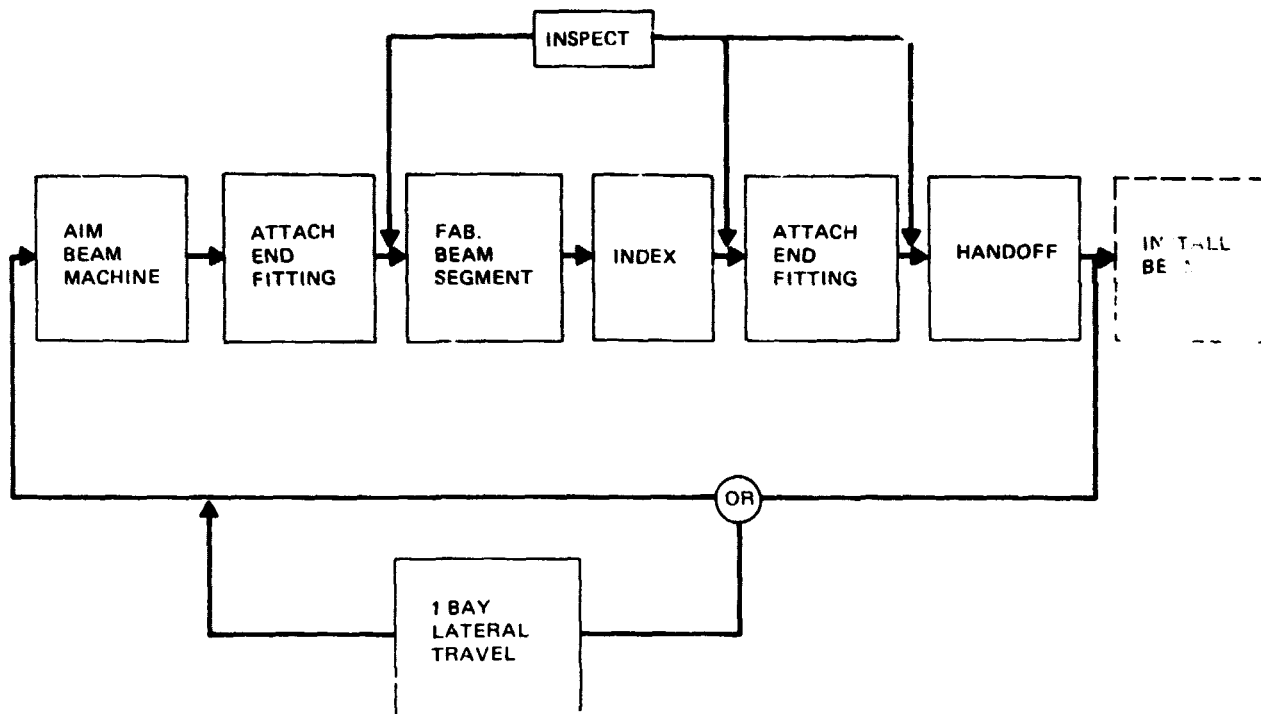 INSPECT
AIM
BEAM
MACHINE
ATTACH
END
FITTING
FAB.
BEAM
SEGMENT
INDEX
ATTACH
END
FITTING
HANDOFF
OR
1 BAY
LATERAL
TRAVEL